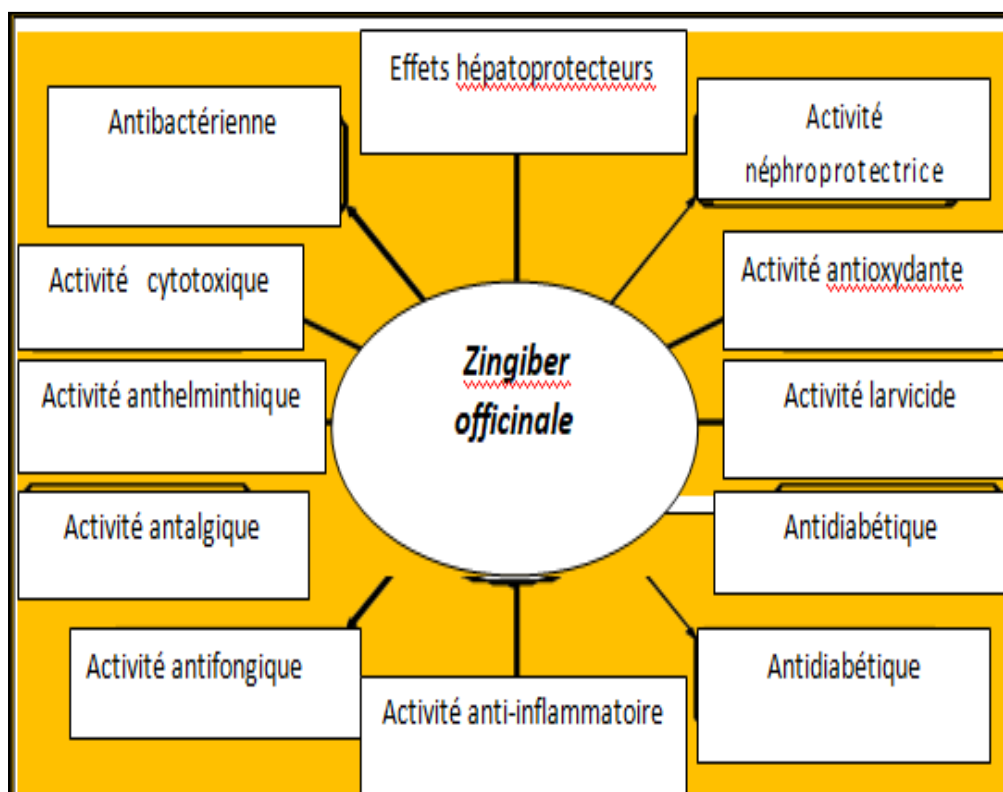 Effets hépatoprotecteurs
Antibactérienne
Activité
néphroprotectrice
Activité cytotoxique
Activité antioxydante
Zingiber
officinale
Activité anthelminthique
Activité larvicide
Activité antalgique
Antidiabétique
Activité antifongique
Activité anti-inflammatoire
Antidiabétique